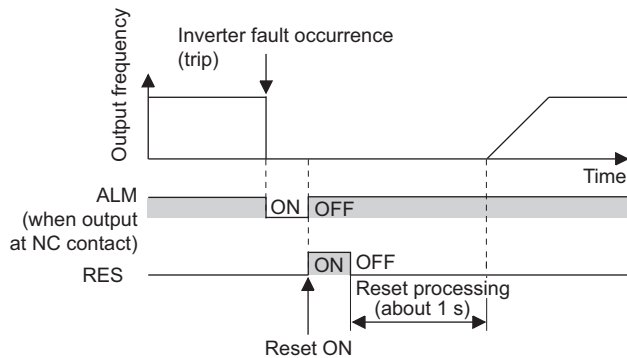 Inverter fault occurrence
(trip)
Output frequency
Time
ALM
(when output
at NC contact)
ON
OFF
RES
ON
OFF
Reset processing
(about 1 s)
Reset ON